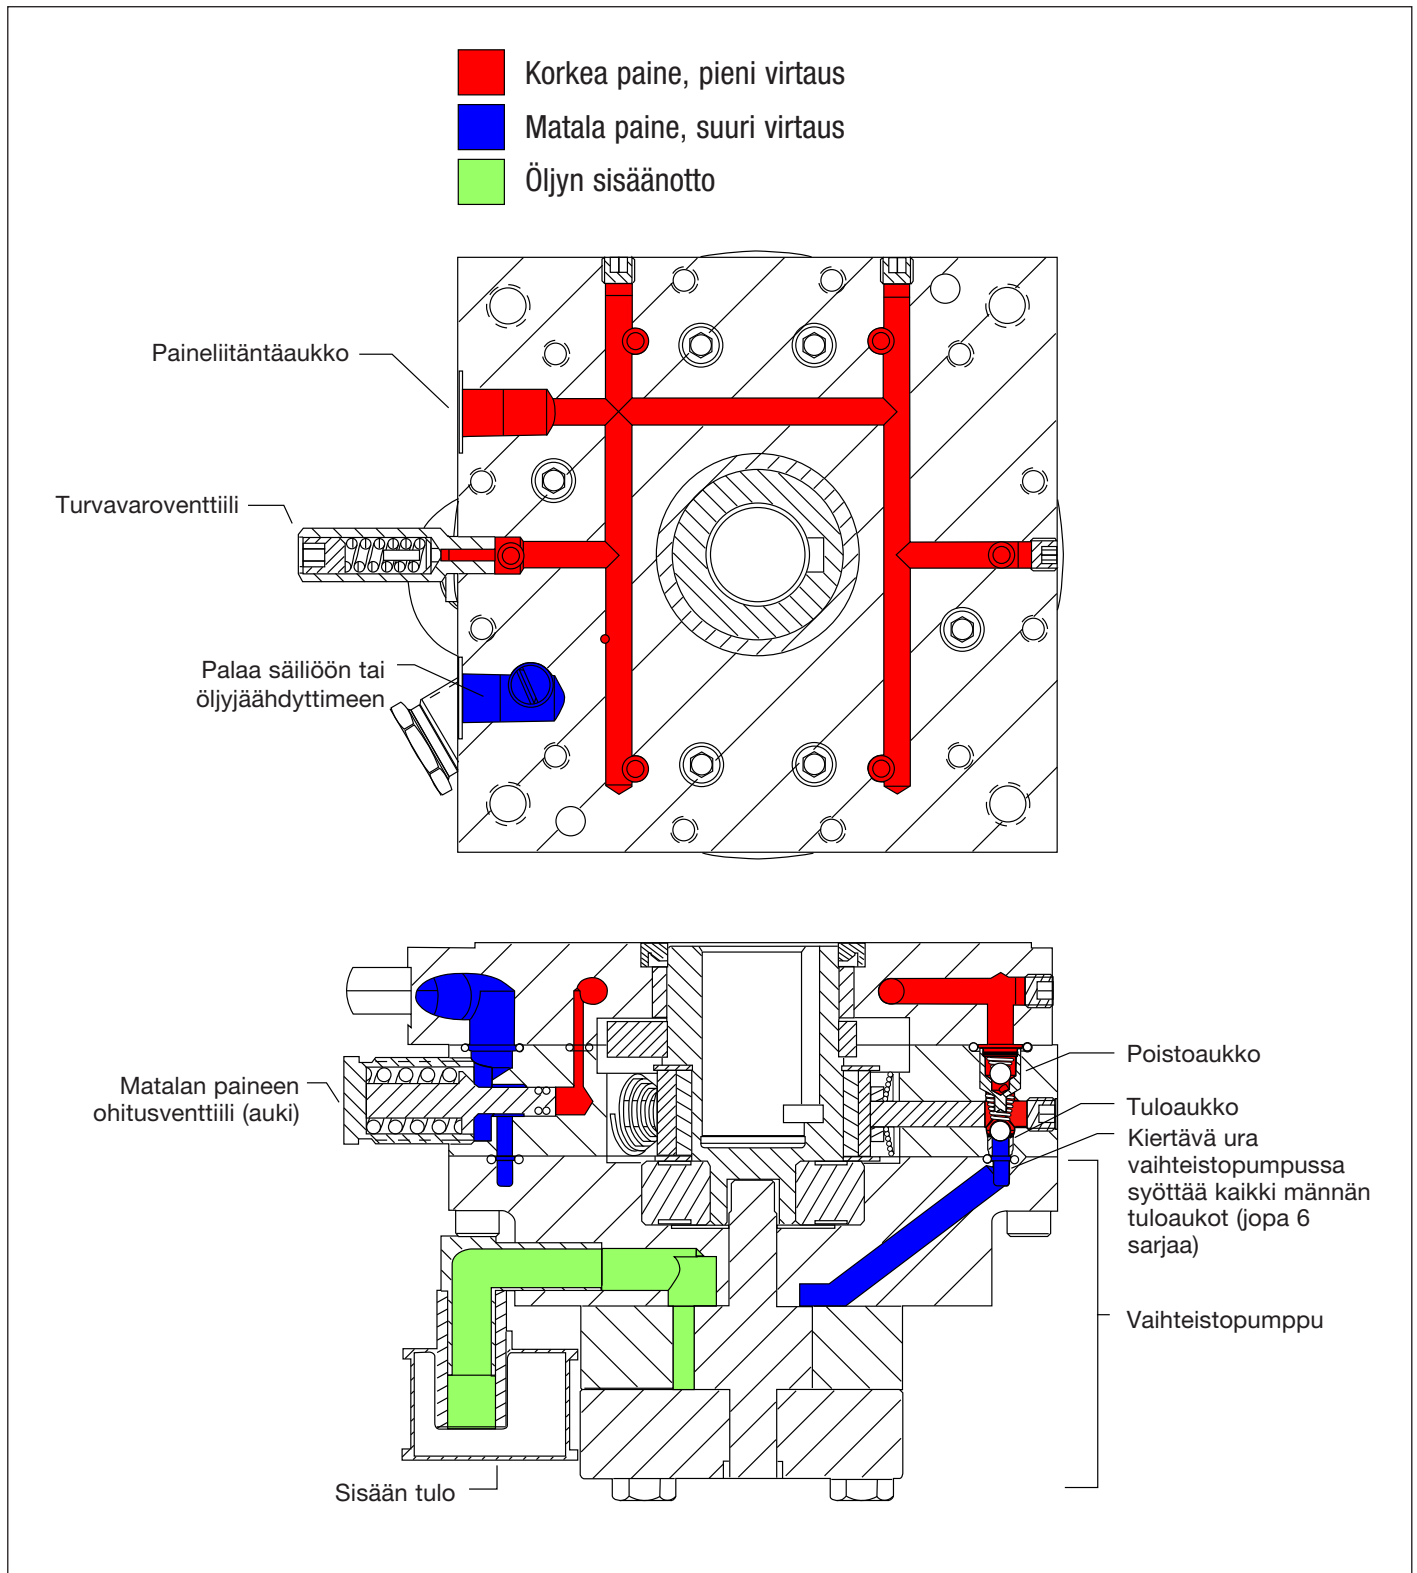 Korkea paine, pieni virtaus
Matala paine, suuri virtaus
Öljyn sisäänotto
Paineliitäntäaukko
Turvavaroventtiili
Palaa säiliöön tai
öljyjäähdyttimeen
Matalan paineen
ohitusventtiili (auki)
Poistoaukko
Tuloaukko
Kiertävä ura
vaihteistopumpussa
syöttää kaikki männän
tuloaukot (jopa 6
sarjaa)
Vaihteistopumppu
Sisään tulo